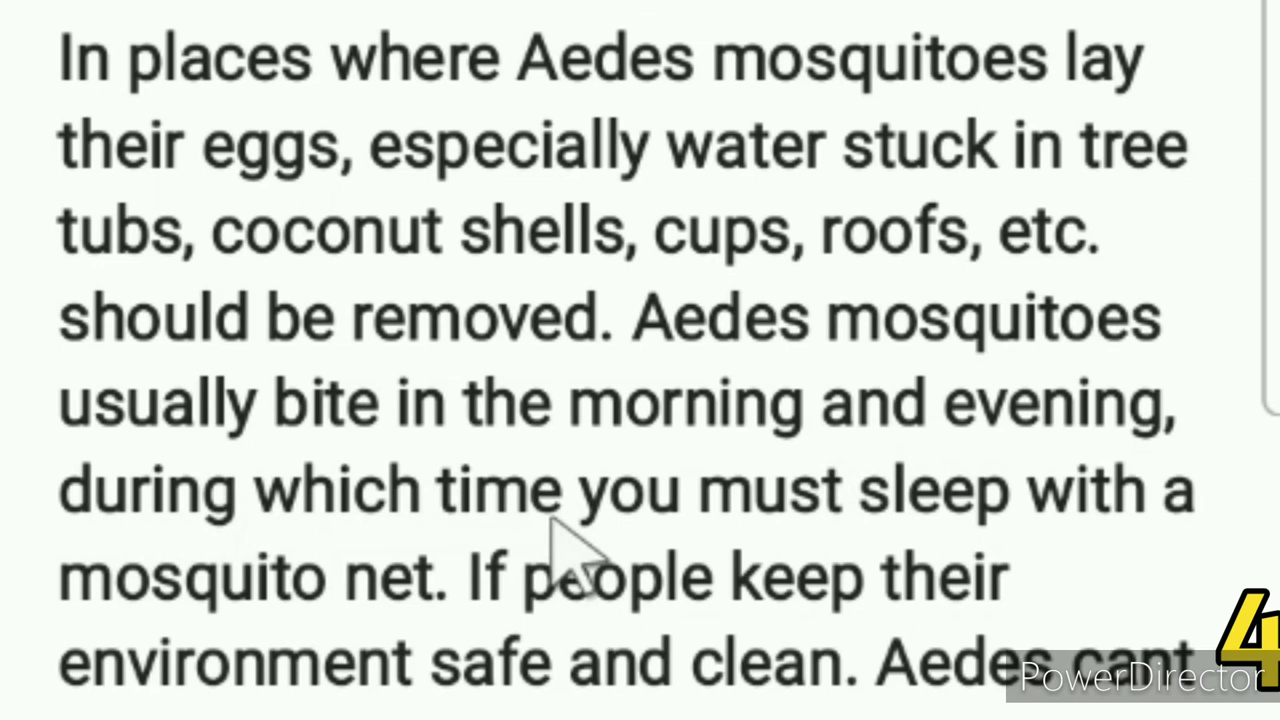 In places where Aedes mosquitoes lay
their eggs, especially water stuck in tree
tubs, coconut shells, cups, roofs, etc.
should be removed. Aedes mosquitoes
usually bite in the morning and evening,
during which time you must sleep with a
mosquito net. If people keep their
environment safe and clean. Aedes cant
PowerDirector
4